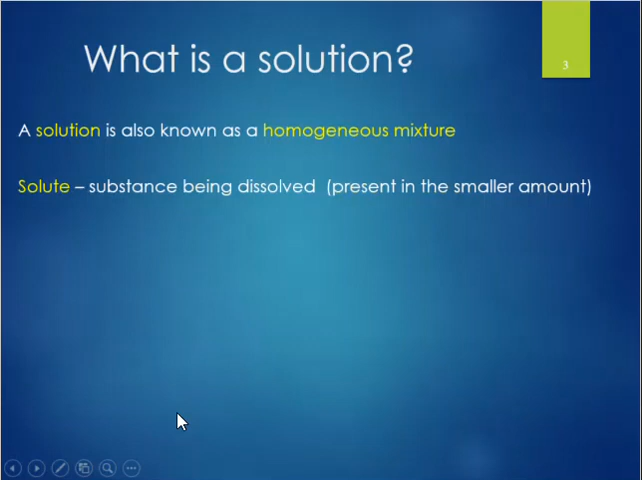 What is a solution?
3
A solution is also known as a homogeneous mixture
Solute – substance being dissolved (present in the smaller amount)